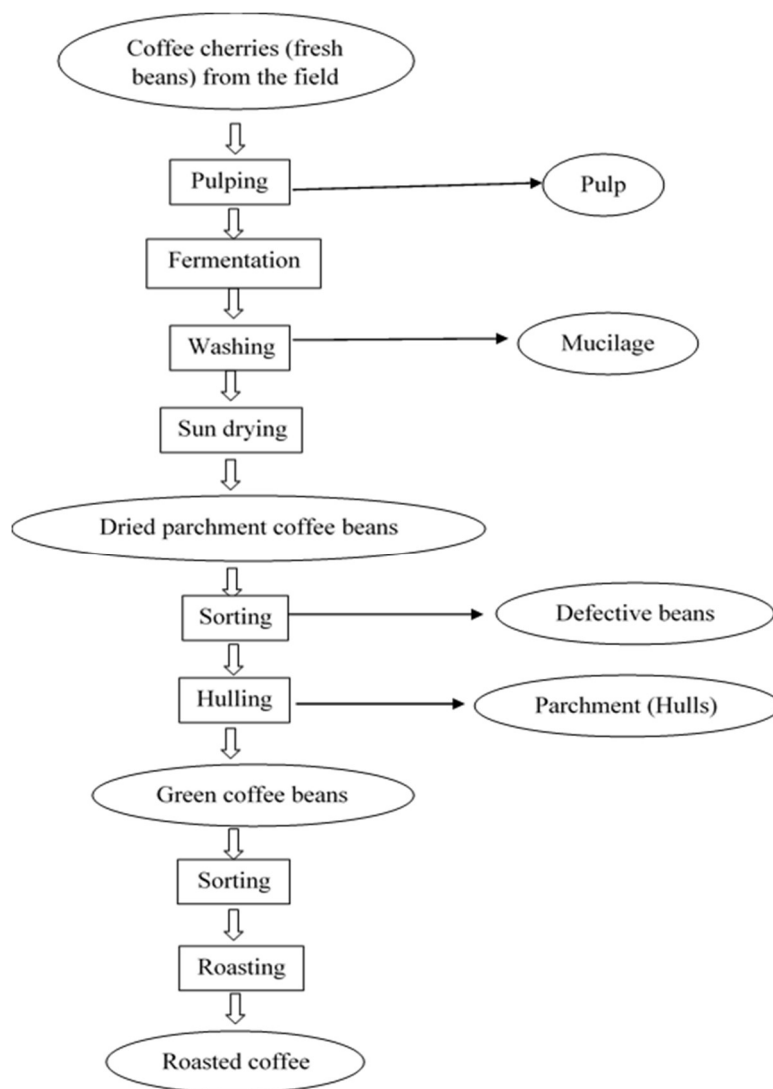 Coffee cherries (fresh
beans) from the field
Pulping
Pulp
Fermentation
Washing
Mucilage
Sun drying
Dried parchment coffee beans
Sorting
Defective beans
Hulling
Parchment (Hulls)
Green coffee beans
Sorting
Roasting
Roasted coffee